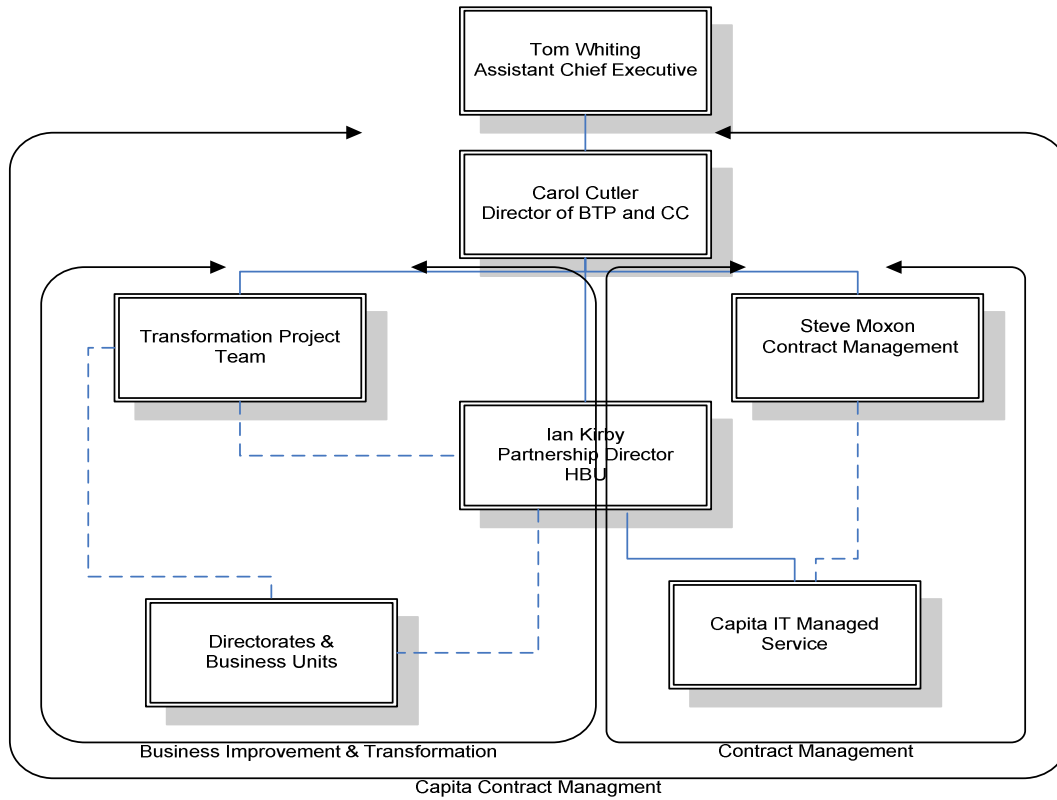 Tom Whiting
Assistant Chief Executive
Carol Cutler
Director of BTP and CC
Transformation Project
Team
Steve Moxon
Contract Management
Ian Kirby
Partnership Director
HBU
Directorates &
Business Units
Capita IT Managed
Service
Business Improvement & Transformation
Contract Management
Capita Contract Managment